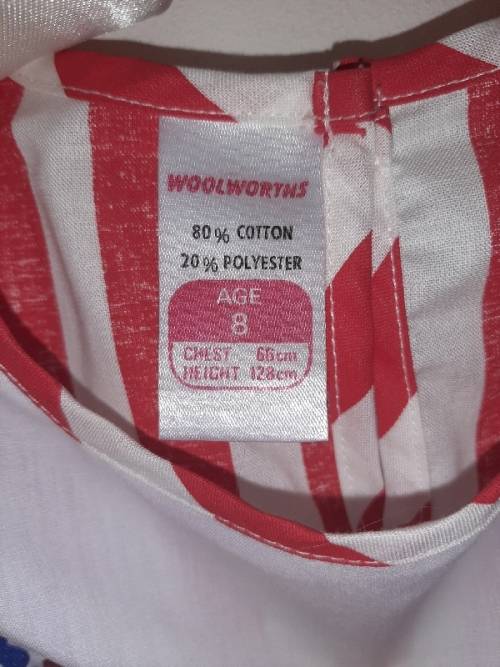 WOOLWORTHS
80% COTTON
20% POLYESTER
AGE
8
CHEST 66cm
HEIGHT 128cm